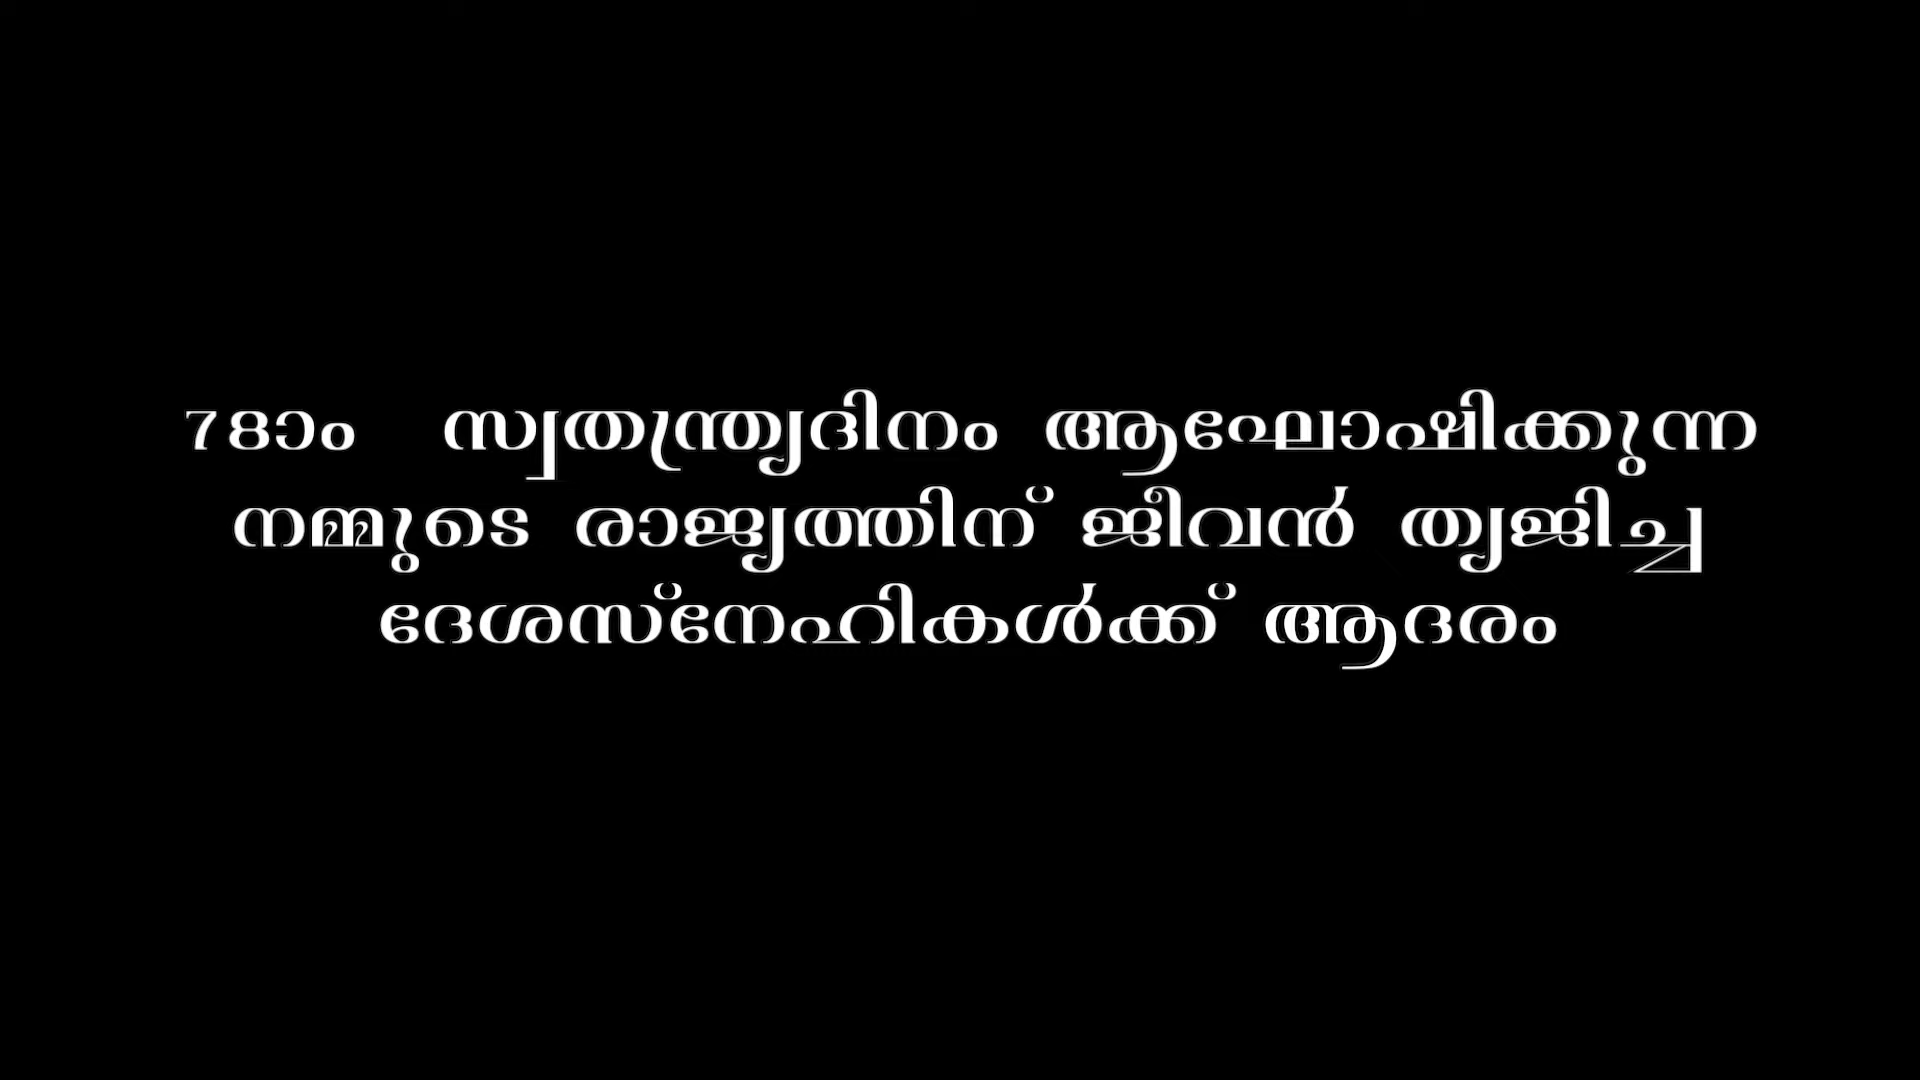 78ാം സ്വതന്ത്ര്യദിനം ആഘോഷിക്കുന്ന
നമ്മുടെ രാജ്യത്തിന് ജീവൻ ത്യജിച്ച
ദേശസ്നേഹികൾക്ക് ആദരം